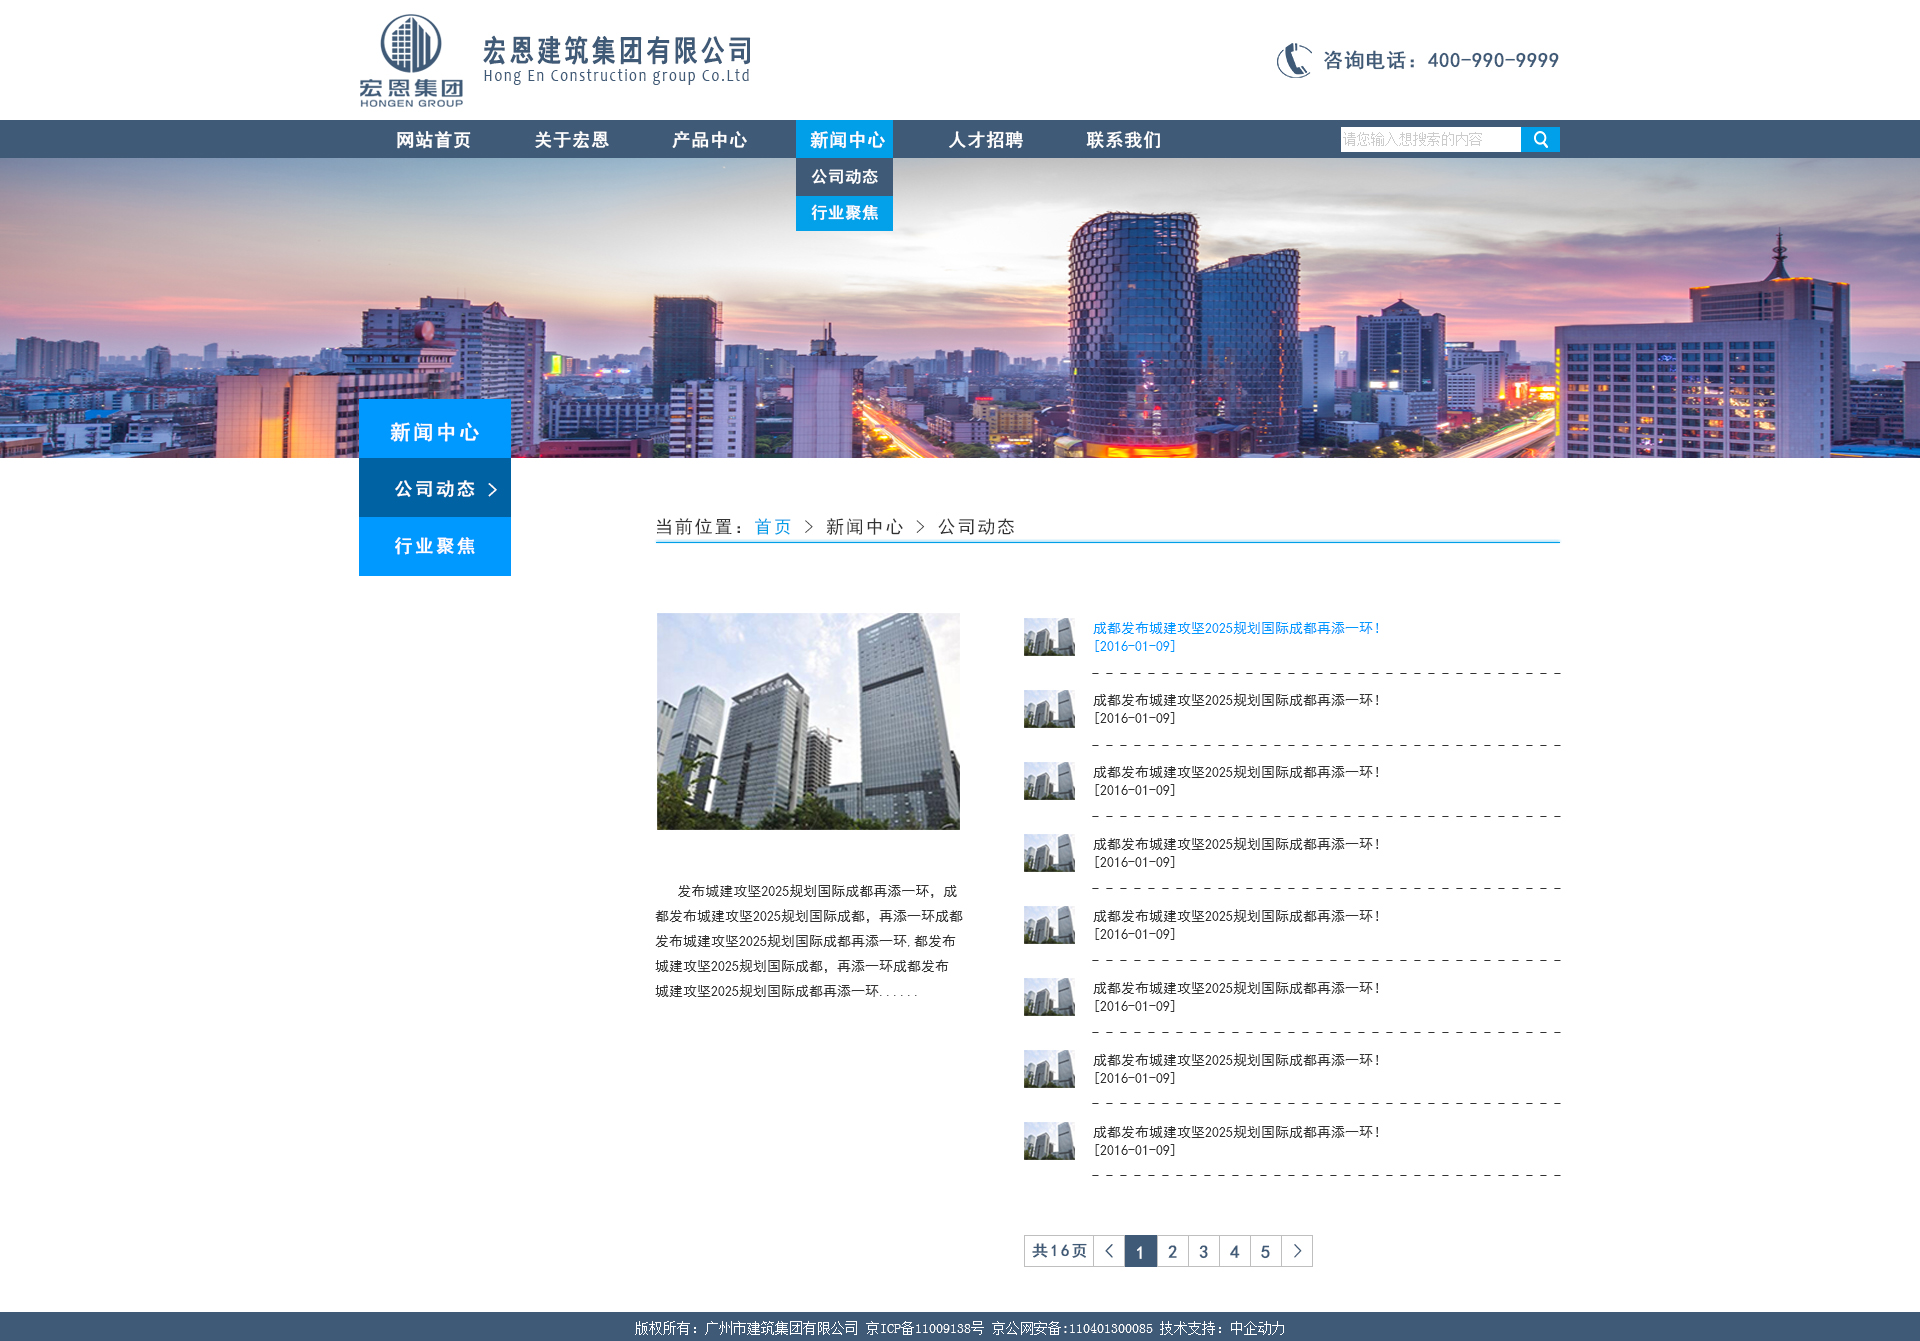 宏恩集团
HONGEN GROUP
宏恩建筑集团有限公司
Hong En Construction group Co.Ltd
咨询电话：400-990-9999
网站首页 关于宏恩 产品中心 新闻中心 人才招聘 联系我们
请您输入想搜索的内容
公司动态
行业聚焦
新闻中心
公司动态 >
行业聚焦
当前位置：首页 > 新闻中心 > 公司动态
发布城建攻坚2025规划国际成都再添一环，成
都发布城建攻坚2025规划国际成都，再添一环成都
发布城建攻坚2025规划国际成都再添一环.都发布
城建攻坚2025规划国际成都，再添一环成都发布
城建攻坚2025规划国际成都再添一环......
成都发布城建攻坚2025规划国际成都再添一环！
[2016-01-09]
成都发布城建攻坚2025规划国际成都再添一环！
[2016-01-09]
成都发布城建攻坚2025规划国际成都再添一环！
[2016-01-09]
成都发布城建攻坚2025规划国际成都再添一环！
[2016-01-09]
成都发布城建攻坚2025规划国际成都再添一环！
[2016-01-09]
成都发布城建攻坚2025规划国际成都再添一环！
[2016-01-09]
成都发布城建攻坚2025规划国际成都再添一环！
[2016-01-09]
成都发布城建攻坚2025规划国际成都再添一环！
[2016-01-09]
共16页 < 1 2 3 4 5 >
版权所有：广州市建筑集团有限公司 京ICP备11009138号 京公网安备:110401300085 技术支持：中企动力